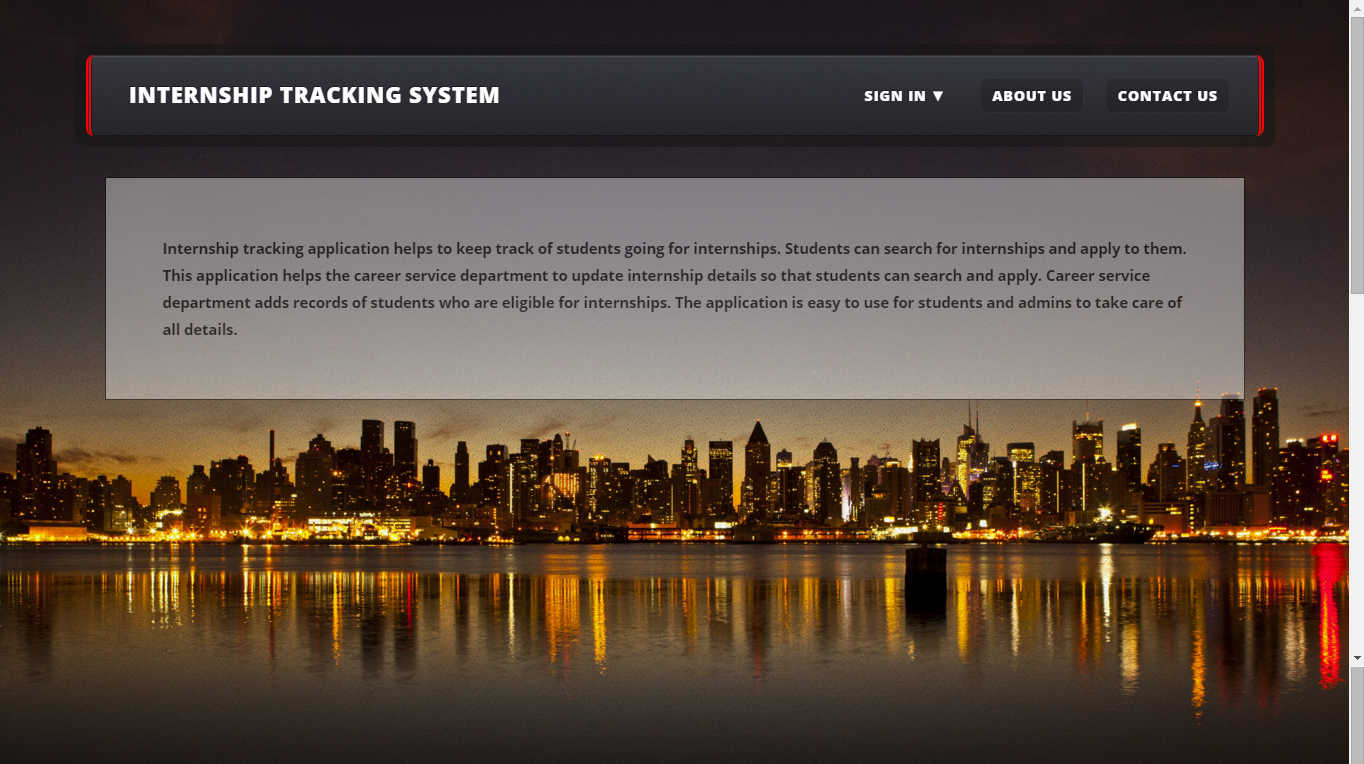 INTERNSHIP TRACKING SYSTEM
SIGN IN ▼ ABOUT US CONTACT US
Internship tracking application helps to keep track of students going for internships. Students can search for internships and apply to them.
This application helps the career service department to update internship details so that students can search and apply. Career service
department adds records of students who are eligible for internships. The application is easy to use for students and admins to take care of
all details.